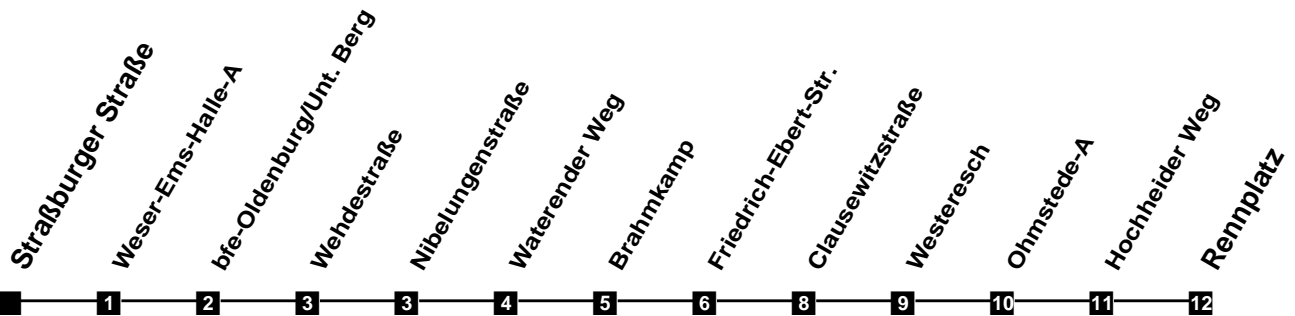 Straßburger Straße
Weser-Ems-Halle-A
bfe-Oldenburg/Unt. Berg
Wehdestraße
Nibelungenstraße
Waterender Weg
Brahmkamp
Friedrich-Ebert-Str.
Clausewitzstraße
Westeresch
Ohmstede-A
Hochheider Weg
Rennplatz
1 2 3 3 4 5 6 8 9 10 11 12